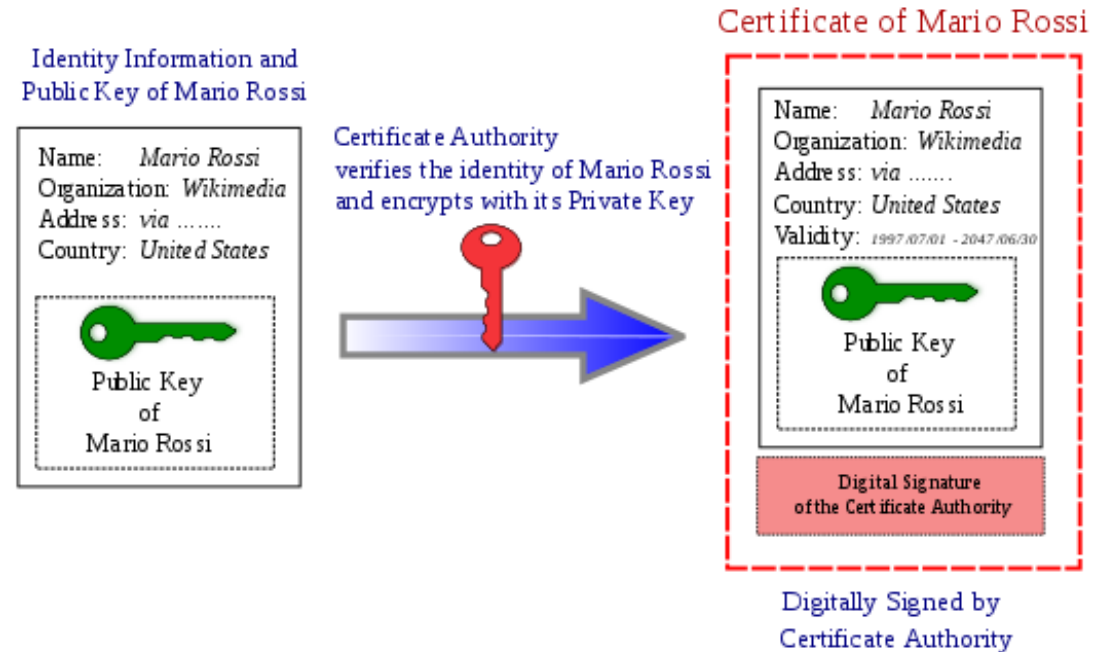 Identity Information and
Public Key of Mario Rossi
Name: Mario Rossi
Organization: Wikimedia
Address: via .......
Country: United States
Public Key
of
Mario Rossi
Certificate Authority
verifies the identity of Mario Rossi
and encrypts with its Private Key
Certificate of Mario Rossi
Name: Mario Rossi
Organization: Wikimedia
Address: via .......
Country: United States
Validity: 1997/07/01 - 2047/06/30
Public Key
of
Mario Rossi
Digital Signature
of the Certificate Authority
Digitally Signed by
Certificate Authority